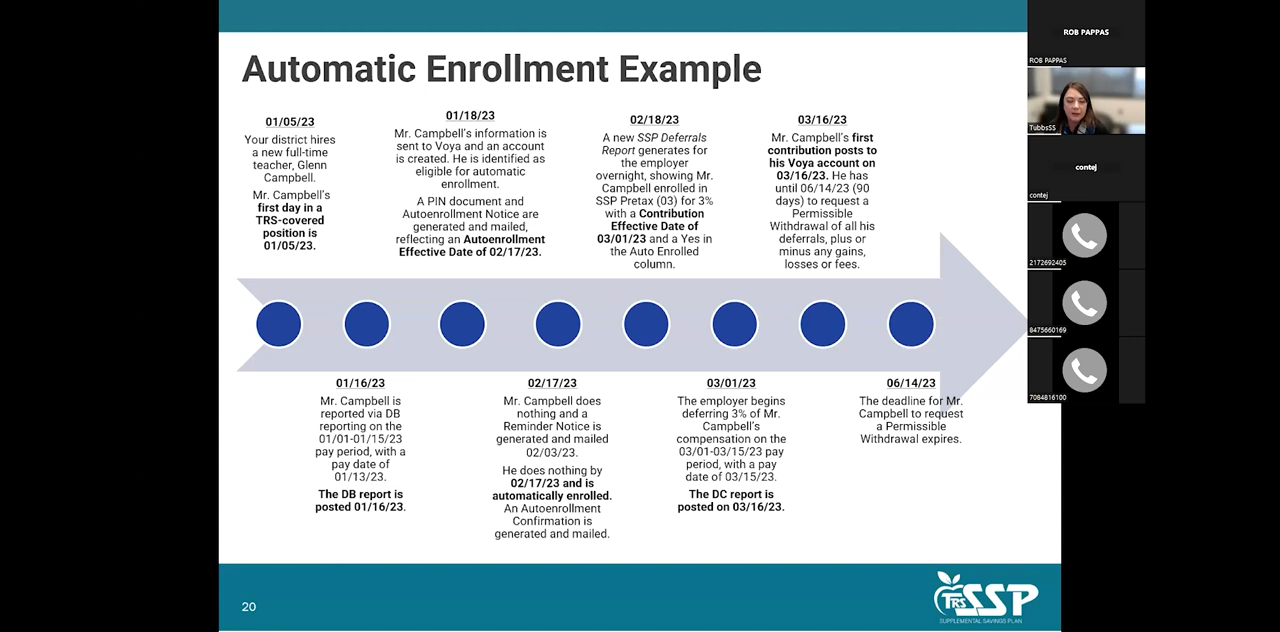 Automatic Enrollment Example
01/05/23
Your district hires
a new full-time
teacher, Glenn
Campbell.
Mr. Campbell's
first day in a
TRS-covered
position is
01/05/23.
01/18/23
Mr. Campbell's information is
sent to Voya and an account
is created. He is identified as
eligible for automatic
enrollment.
A PIN document and
Autoenrollment Notice are
generated and mailed,
reflecting an Autoenrollment
Effective Date of 02/17/23.
02/18/23
A new SSP Deferrals
Report generates for
the employer
overnight, showing Mr.
Campbell enrolled in
SSP Pretax (03) for 3%
with a Contribution
Effective Date of
03/01/23 and a Yes in
the Auto Enrolled
column.
03/16/23
Mr. Campbell's first
contribution posts to
his Voya account on
03/16/23. He has
until 06/14/23 (90
days) to request a
Permissible
Withdrawal of all his
deferrals, plus or
minus any gains,
losses or fees.
01/16/23
Mr. Campbell is
reported via DB
reporting on the
01/01-01/15/23
pay period, with a
pay date of
01/13/23.
The DB report is
posted 01/16/23.
02/17/23
Mr. Campbell does
nothing and a
Reminder Notice is
generated and mailed
02/03/23.
He does nothing by
02/17/23 and is
automatically enrolled.
An Autoenrollment
Confirmation is
generated and mailed.
03/01/23
The employer begins
deferring 3% of Mr.
Campbell's
compensation on the
03/01-03/15/23 pay
period, with a pay
date of 03/15/23.
The DC report is
posted on 03/16/23.
06/14/23
The deadline for Mr.
Campbell to request
a Permissible
Withdrawal expires.
20
TRS SSP
SUPPLEMENTAL SAVINGS PLAN
ROB PAPPAS
ROB PAPPAS
TubbsSS
contej
contej
2172692405
8475660169
7084816100